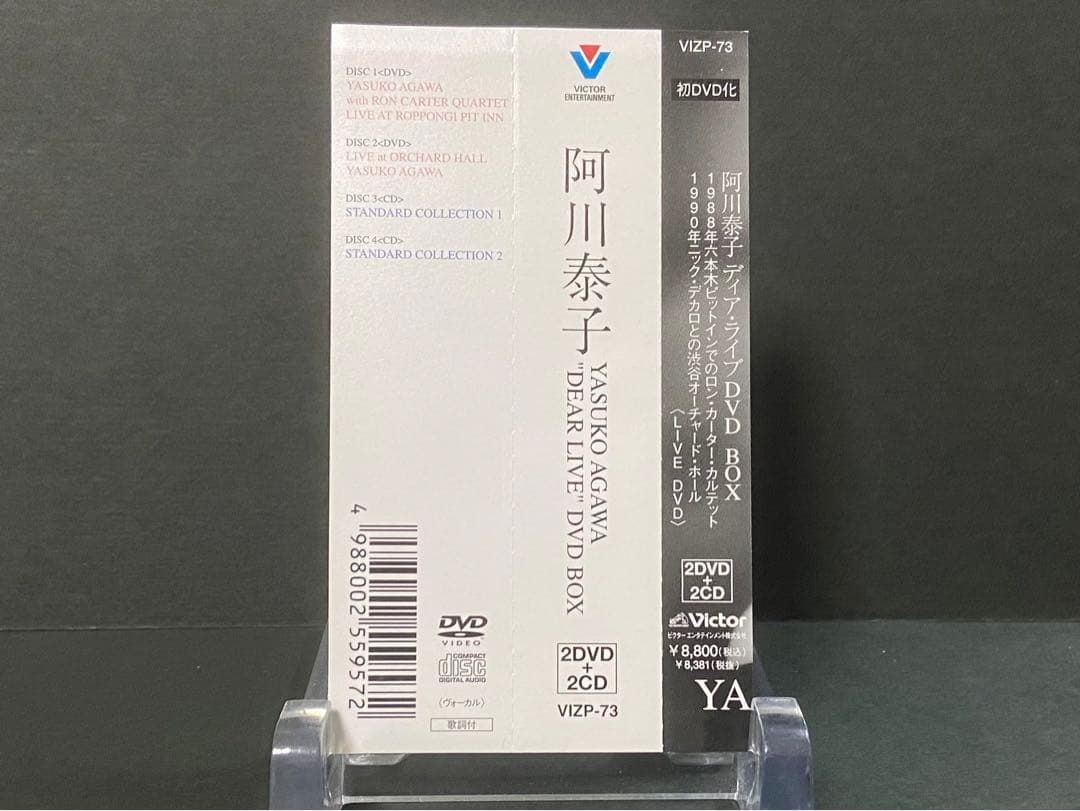 DISC 1<DVD>
YASUKO AGAWA
with RON CARTER QUARTET
LIVE AT ROPPONGI PIT INN
DISC 2<DVD>
LIVE at ORCHARD HALL
YASUKO AGAWA
DISC 3<CD>
STANDARD COLLECTION 1
DISC 4<CD>
STANDARD COLLECTION 2
4 988002 559572
DVD
VIDEO
COMPACT
disc
DIGITAL AUDIO
〈ヴォーカル〉
歌詞付
VICTOR
ENTERTAINMENT
阿川泰子
YASUKO AGAWA
"DEAR LIVE" DVD BOX
2DVD
+
2CD
VIZP-73
VIZP-73
初DVD化
阿川泰子 ディア・ライブ DVD BOX
1988年六本木ピットインでのロン・カーター・カルテット
1990年ニック・デカロとの渋谷オーチャード・ホール
〈LIVE DVD〉
2DVD
+
2CD
Victor
ビクターエンタテインメント株式会社
¥8,800(税込)
¥8,381(税抜)
YA